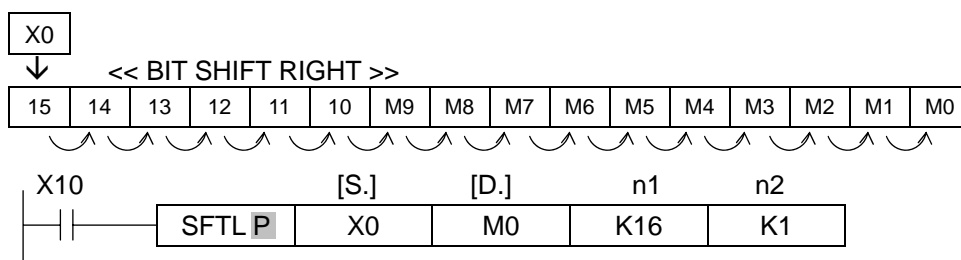 X0
<< BIT SHIFT RIGHT >>
15 14 13 12 11 10 M9 M8 M7 M6 M5 M4 M3 M2 M1 M0
X10 [S.] [D.] n1 n2
SFTL P X0 M0 K16 K1